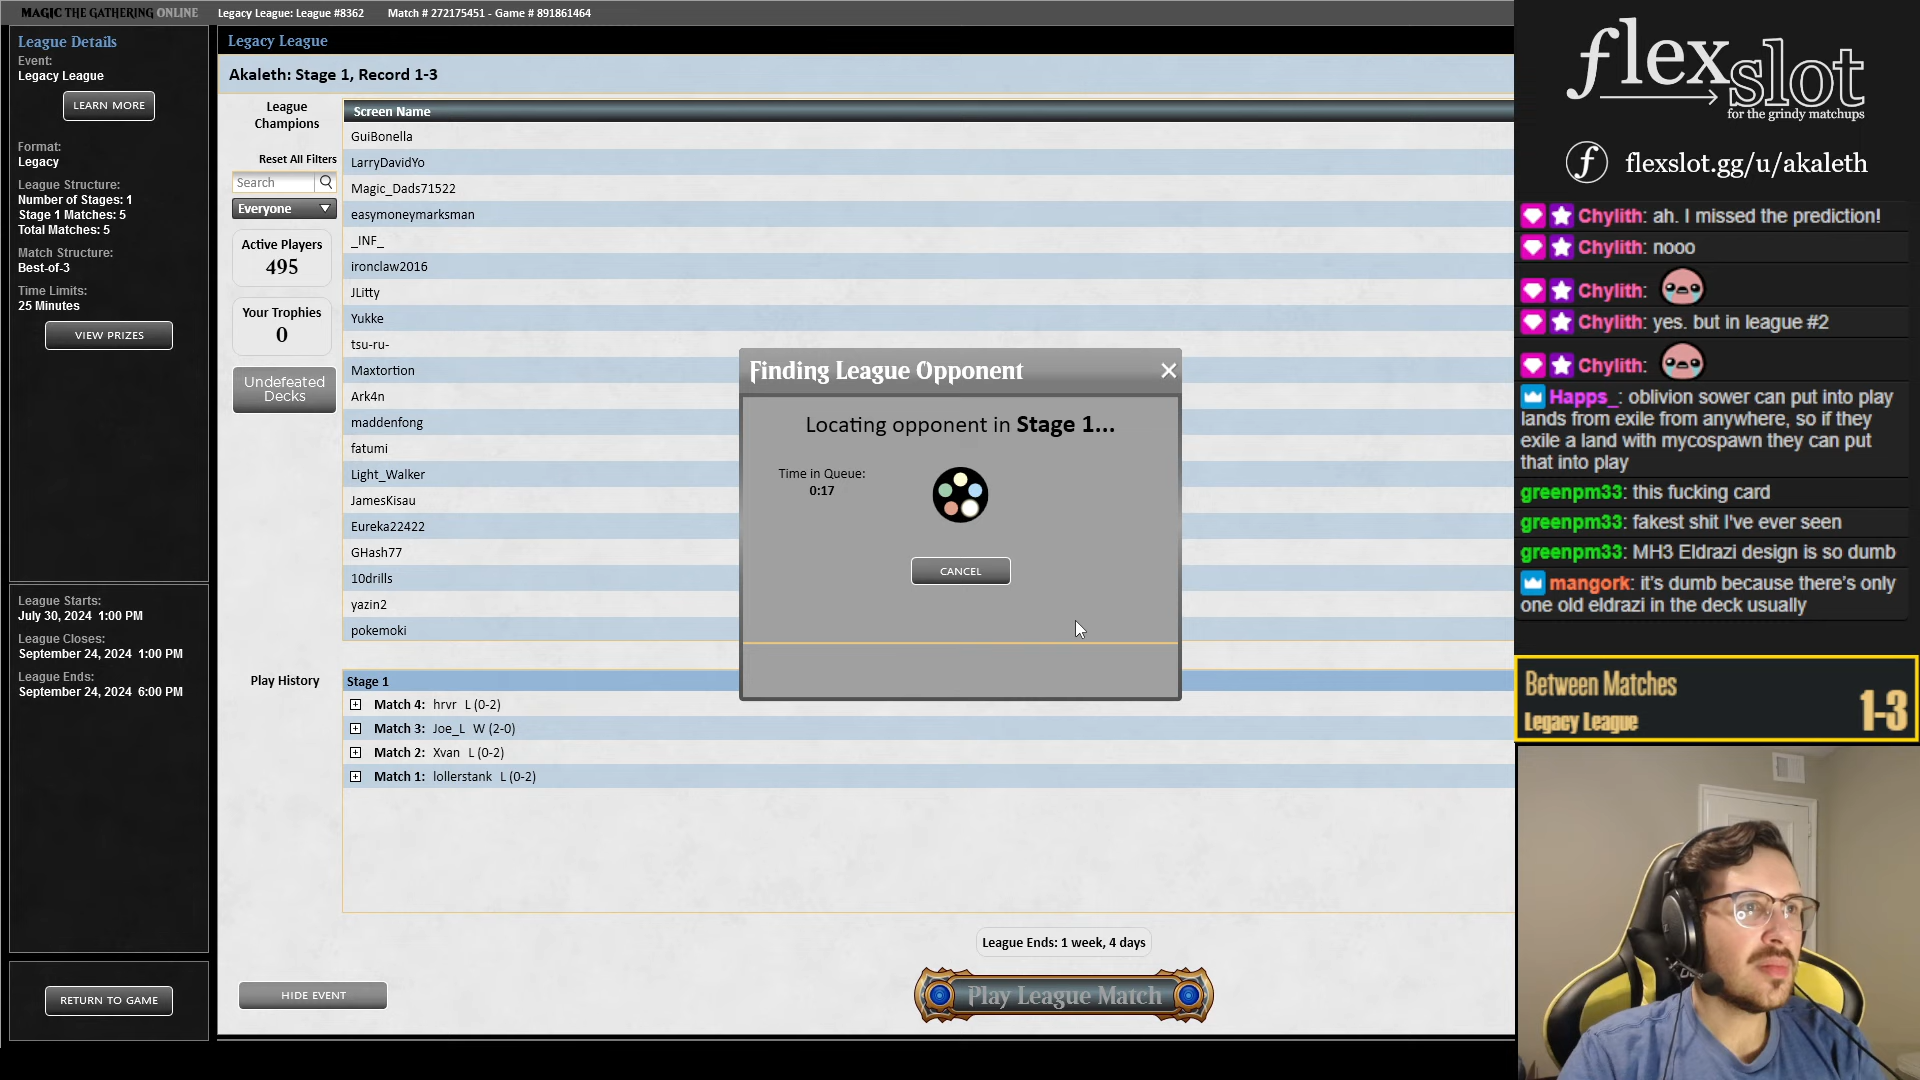 MAGIC THE GATHERING ONLINE
Legacy League: League #8362
Match # 272175451 - Game # 891861464
League Details
Event:
Legacy League
LEARN MORE
Format:
Legacy
League Structure:
Number of Stages: 1
Stage 1 Matches: 5
Total Matches: 5
Match Structure:
Best-of-3
Time Limits:
25 Minutes
VIEW PRIZES
League Starts:
July 30, 2024 1:00 PM
League Closes:
September 24, 2024 1:00 PM
League Ends:
September 24, 2024 6:00 PM
RETURN TO GAME
Legacy League
Akaleth: Stage 1, Record 1-3
League
Champions
Reset All Filters
Search
Everyone
Active Players
495
Your Trophies
0
Undefeated
Decks
Screen Name
GuiBonella
LarryDavidYo
Magic_Dads71522
easymoneymarksman
_INF_
ironclaw2016
JLitty
Yukke
tsu-ru-
Maxtortion
Ark4n
maddenfong
fatumi
Light_Walker
JamesKisau
Eureka22422
GHash77
10drills
yazin2
pokemoki
Finding League Opponent
Locating opponent in Stage 1...
Time in Queue:
0:17
CANCEL
Play History
Stage 1
Match 4: hrvr L (0-2)
Match 3: Joe_L W (2-0)
Match 2: Xvan L (0-2)
Match 1: lollerstank L (0-2)
League Ends: 1 week, 4 days
HIDE EVENT
Play League Match
flex slot
for the grindy matchups
flexslot.gg/u/akaleth
Chylith: ah. I missed the prediction!
Chylith: nooo
Chylith:
Chylith: yes. but in league #2
Chylith:
Happs_: oblivion sower can put into play
lands from exile from anywhere, so if they
exile a land with mycospawn they can put
that into play
greenpm33: this fucking card
greenpm33: fakest shit I've ever seen
greenpm33: MH3 Eldrazi design is so dumb
mangork: it's dumb because there's only
one old eldrazi in the deck usually
Between Matches
Legacy League
1-3